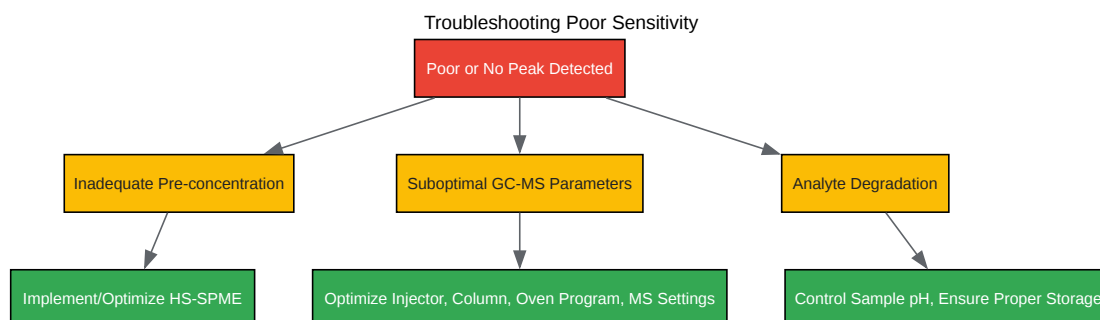 Troubleshooting Poor Sensitivity
Poor or No Peak Detected
Inadequate Pre-concentration
Suboptimal GC-MS Parameters
Analyte Degradation
Implement/Optimize HS-SPME
Optimize Injector, Column, Oven Program, MS Settings
Control Sample pH, Ensure Proper Storage